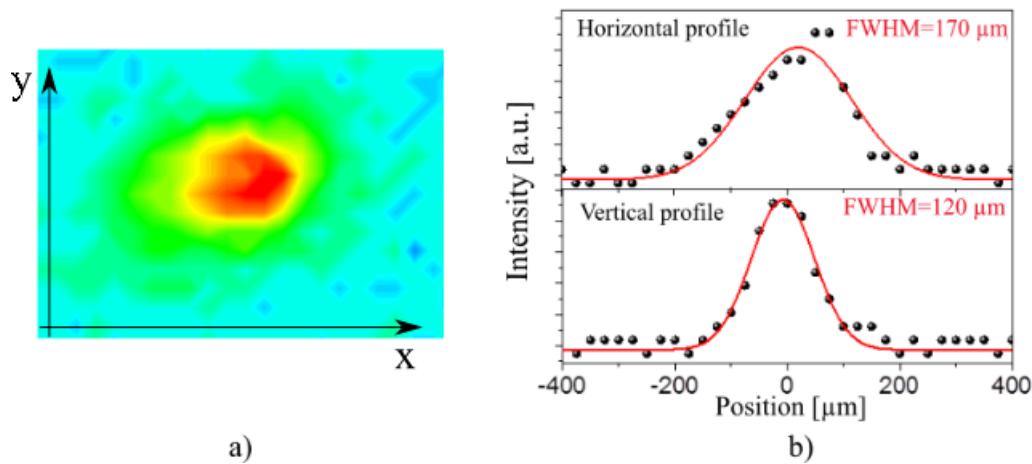 y
x
a)
Horizontal profile
FWHM=170 µm
Vertical profile
FWHM=120 µm
Intensity [a.u.]
-400
-200
0
200
400
Position [µm]
b)